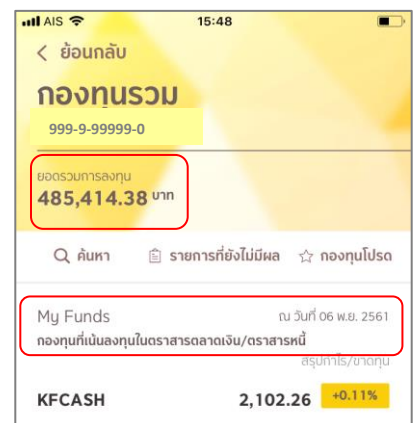 AIS 15:48
ย้อนกลับ
กองทุนรวม
999-9-99999-0
ยอดรวมการลงทุน
485,414.38 บาท
ค้นหา รายการที่ยังไม่มีผล กองทุนโปรด
My Funds ณ วันที่ 06 พ.ย. 2561
กองทุนที่เน้นลงทุนในตราสารตลาดเงิน/ตราสารหนี้
สรุปกำไร/ขาดทุน
KFCASH 2,102.26 +0.11%